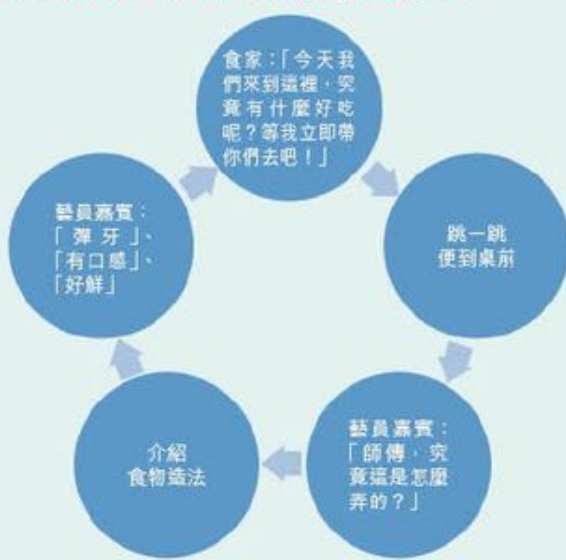 食家：「今天我
們來到這裡，究
竟有什麼好吃
呢？等我立即帶
你們去吧！」
跳一跳
便到桌前
藝員嘉賓：
「師傅，究
竟這是怎麼
弄的？」
介紹
食物造法
藝員嘉賓：
「彈牙」、
「有口感」、
「好鮮」